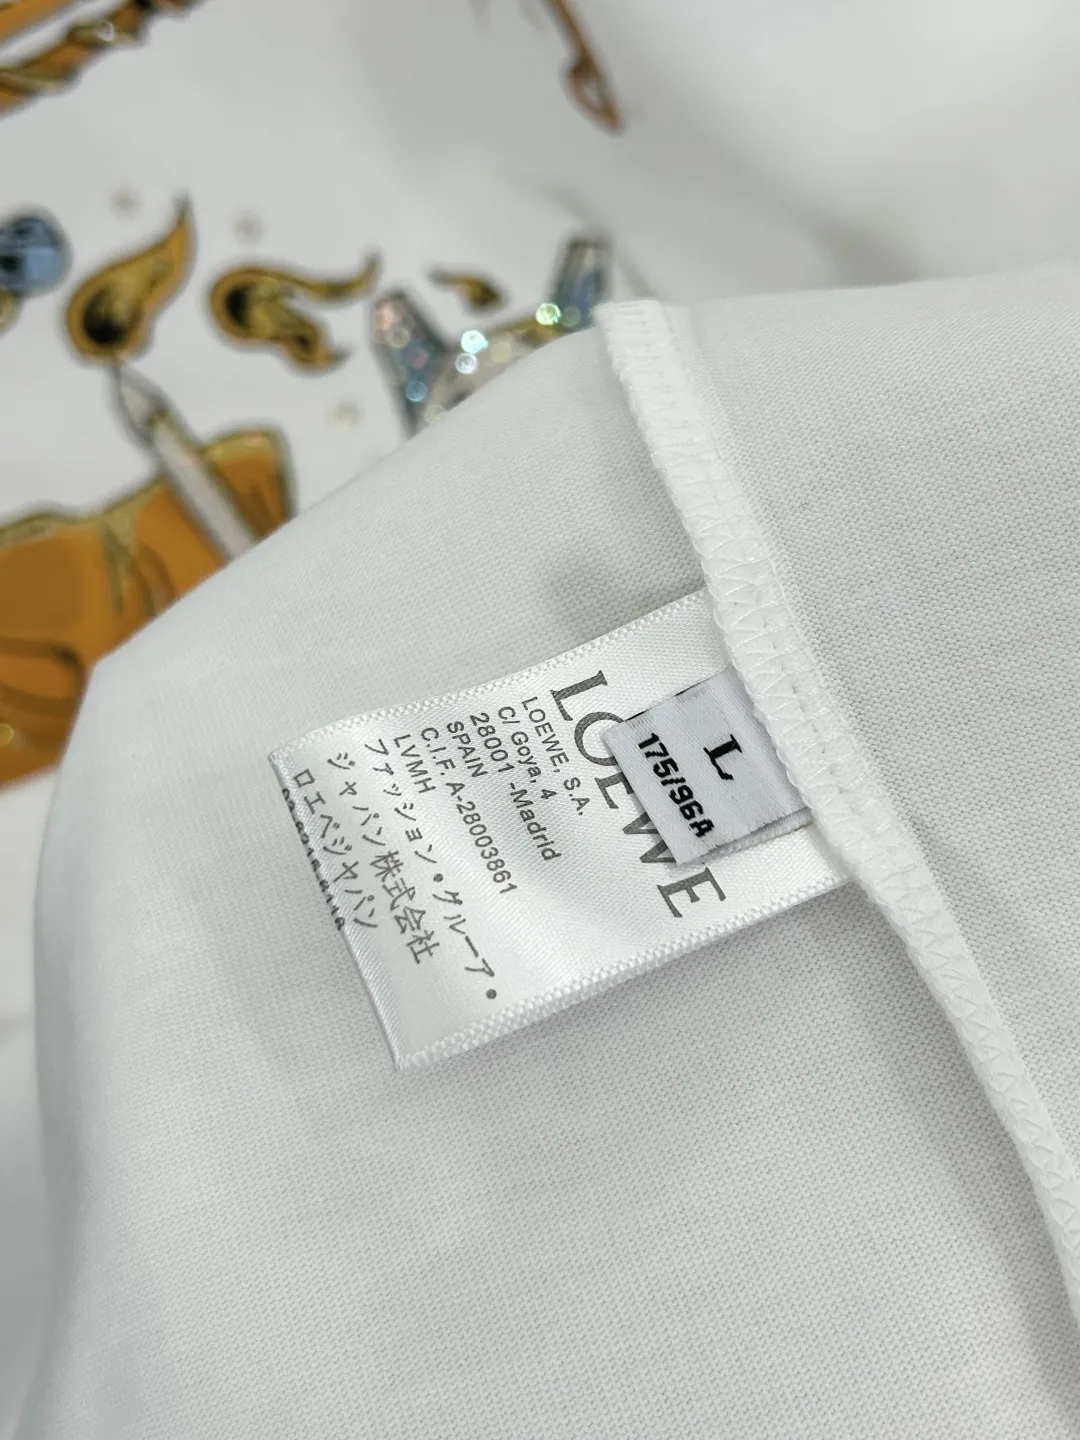 LOEWE
LOEWE, S.A.
C/ Goya, 4
28001 -Madrid
SPAIN
C.I.F. A-28003861
LVMH
ファッション・グループ・
ジャパン株式会社
ロエベジャパン
L
175/96A